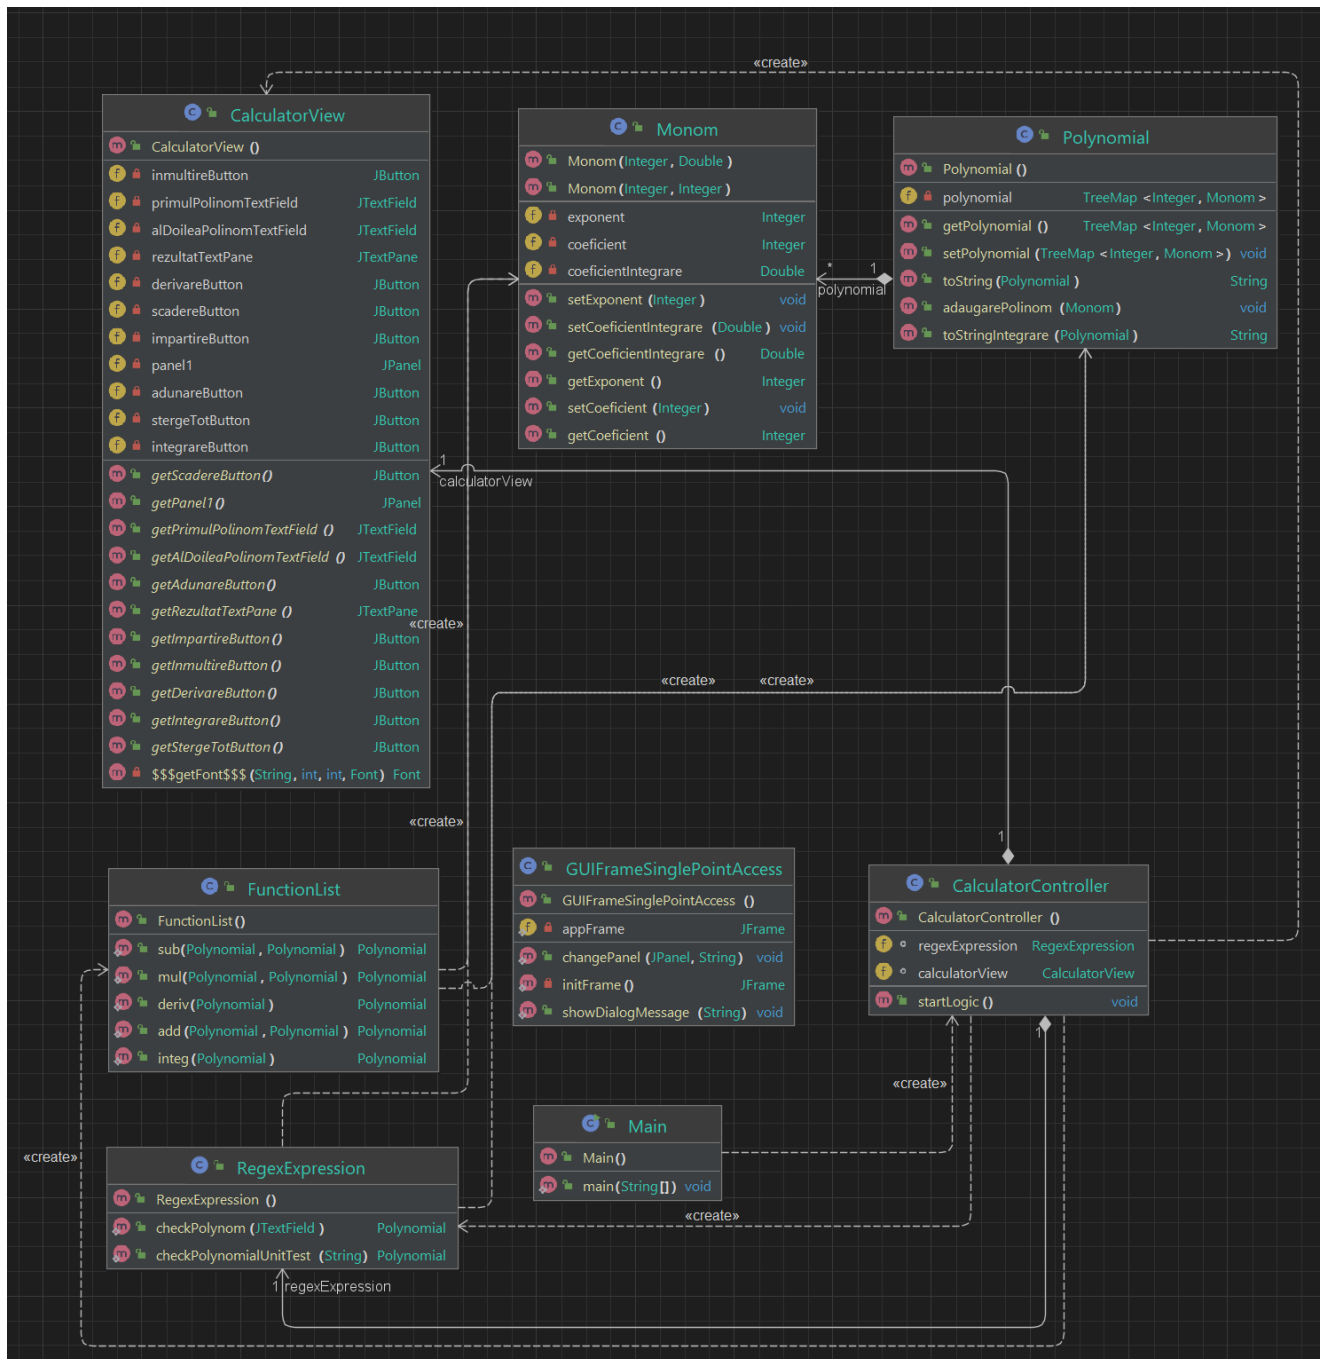 «create»
CalculatorView
CalculatorView ()
inmultireButton JButton
primulPolinomTextField JTextField
alDoileaPolinomTextField JTextField
rezultatTextPane JTextPane
derivareButton JButton
scadereButton JButton
impartireButton JButton
panel1 JPanel
adunareButton JButton
stergeTotButton JButton
integrareButton JButton
getScadereButton() JButton
getPanel1() JPanel
getPrimulPolinomTextField () JTextField
getAlDoileaPolinomTextField () JTextField
getAdunareButton() JButton
getRezultatTextPane () JTextPane
getImpartireButton() JButton
getInmultireButton () JButton
getDerivareButton() JButton
getIntegrareButton() JButton
getStergeTotButton() JButton
$$$getFont$$$ (String, int, int, Font) Font
Monom
Monom (Integer, Double )
Monom (Integer, Integer )
exponent Integer
coeficient Integer
coeficientIntegrare Double
setExponent (Integer ) void
setCoeficientIntegrare (Double ) void
getCoeficientIntegrare () Double
getExponent () Integer
setCoeficient (Integer ) void
getCoeficient () Integer
*
1
polynomial
Polynomial
Polynomial ()
polynomial TreeMap <Integer, Monom >
getPolynomial () TreeMap <Integer, Monom >
setPolynomial (TreeMap <Integer, Monom >) void
toString (Polynomial ) String
adaugarePolinom (Monom) void
toStringIntegrare (Polynomial ) String
1
calculatorView
«create»
«create»
«create»
«create»
1
FunctionList
FunctionList()
sub(Polynomial , Polynomial ) Polynomial
mul(Polynomial , Polynomial ) Polynomial
deriv(Polynomial ) Polynomial
add (Polynomial , Polynomial ) Polynomial
integ (Polynomial ) Polynomial
GUIFrameSinglePointAccess
GUIFrameSinglePointAccess ()
appFrame JFrame
changePanel (JPanel, String) void
initFrame () JFrame
showDialogMessage (String) void
CalculatorController
CalculatorController ()
regexExpression RegexExpression
calculatorView CalculatorView
startLogic () void
1
«create»
Main
Main()
main(String[]) void
«create»
RegexExpression
RegexExpression ()
checkPolynom (JTextField ) Polynomial
checkPolynomialUnitTest (String) Polynomial
«create»
1
regexExpression